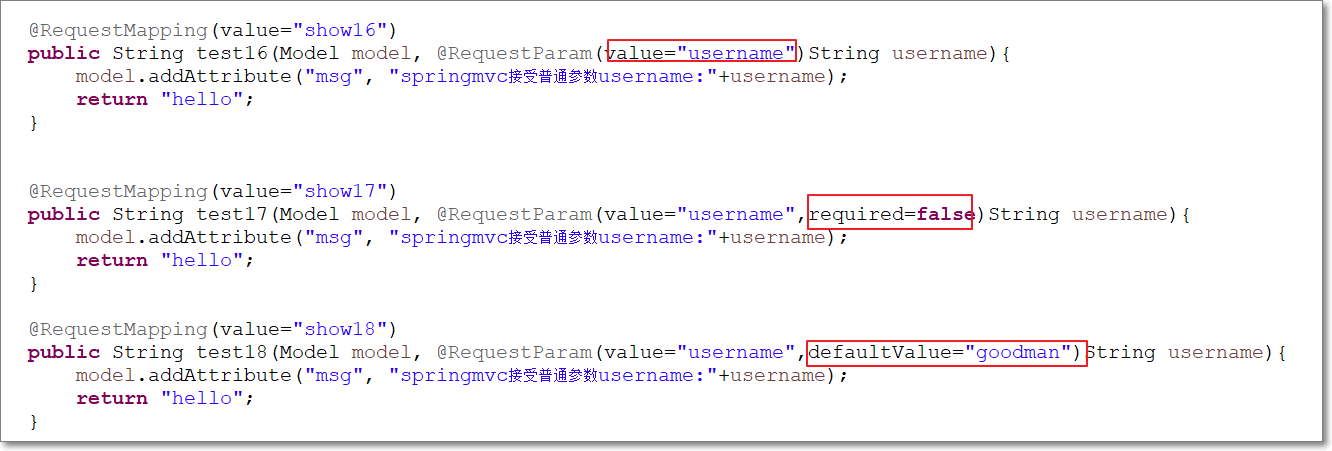 @RequestMapping(value="show16")
public String test16(Model model, @RequestParam(value="username")String username){
    model.addAttribute("msg", "springmvc接受普通参数username:"+username);
    return "hello";
}
@RequestMapping(value="show17")
public String test17(Model model, @RequestParam(value="username",required=false)String username){
    model.addAttribute("msg", "springmvc接受普通参数username:"+username);
    return "hello";
}
@RequestMapping(value="show18")
public String test18(Model model, @RequestParam(value="username",defaultValue="goodman")String username){
    model.addAttribute("msg", "springmvc接受普通参数username:"+username);
    return "hello";
}